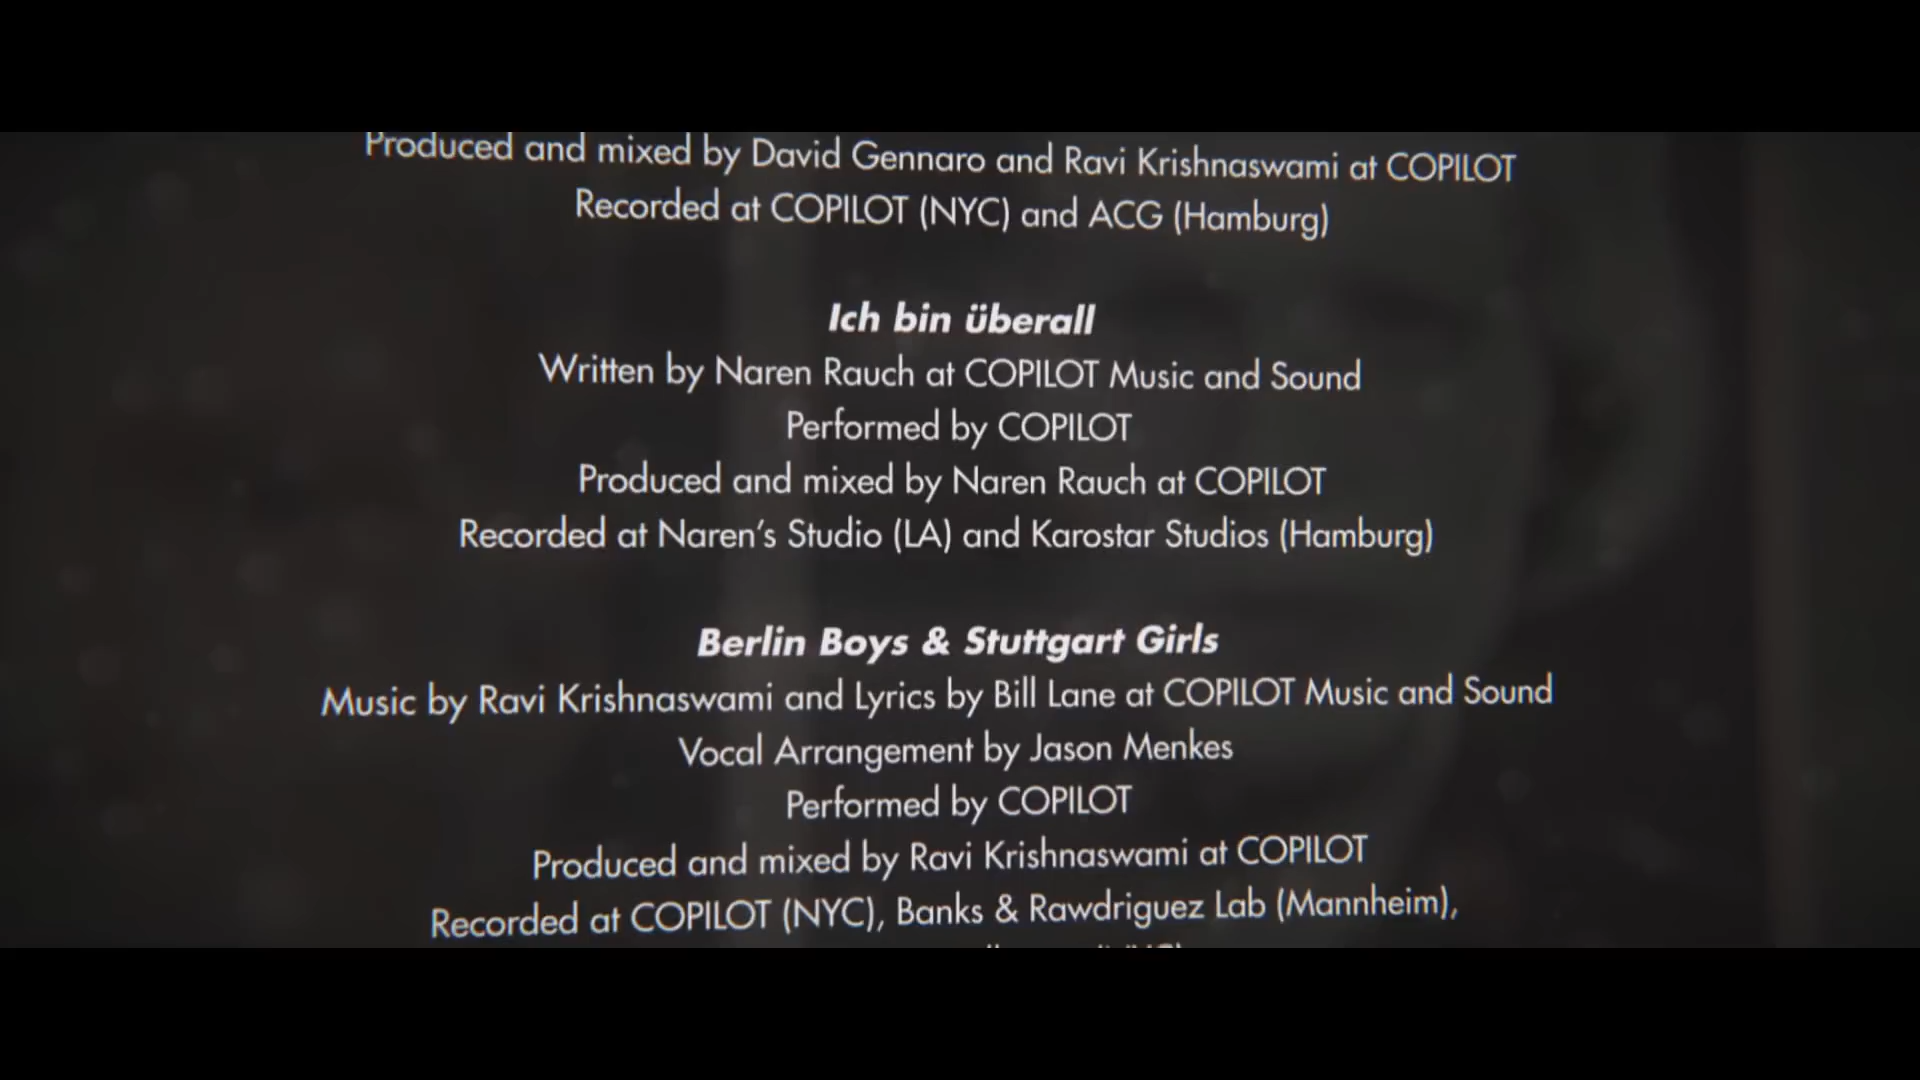 Produced and mixed by David Gennaro and Ravi Krishnaswami at COPILOT
Recorded at COPILOT (NYC) and ACG (Hamburg)
Ich bin überall
Written by Naren Rauch at COPILOT Music and Sound
Performed by COPILOT
Produced and mixed by Naren Rauch at COPILOT
Recorded at Naren's Studio (LA) and Karostar Studios (Hamburg)
Berlin Boys & Stuttgart Girls
Music by Ravi Krishnaswami and Lyrics by Bill Lane at COPILOT Music and Sound
Vocal Arrangement by Jason Menkes
Performed by COPILOT
Produced and mixed by Ravi Krishnaswami at COPILOT
Recorded at COPILOT (NYC), Banks & Rawdriguez Lab (Mannheim),